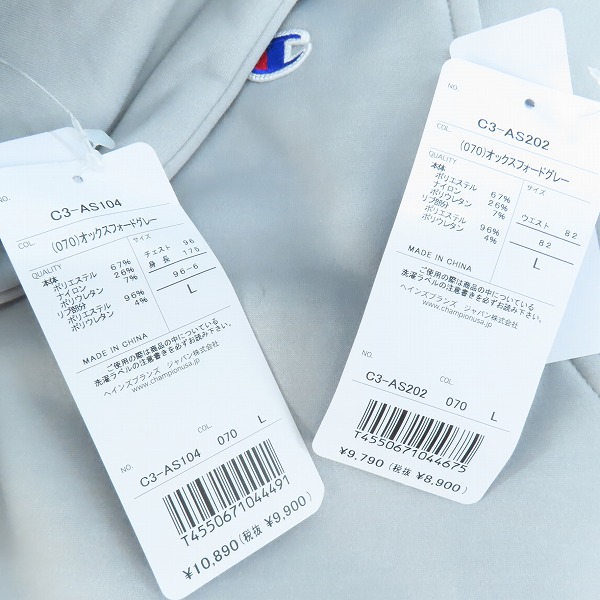 NO.
C3-AS104
COL.
(070)オックスフォードグレー
QUALITY
本体
ポリエステル 67%
ナイロン 26%
ポリウレタン 7%
リブ部分
ポリエステル 96%
ポリウレタン 4%
サイズ
チェスト 96
身長 175
96-6
L
MADE IN CHINA
ご使用の際は商品の中についている
洗濯ラベルの注意書きを必ずお読み下さい。
ヘインズブランズ ジャパン株式会社
www.championusa.jp
NO. COL.
C3-AS104 070 L
T4550671044491
¥10,890(税抜 ¥9,900)
NO.
C3-AS202
COL.
(070)オックスフォードグレー
QUALITY
本体
ポリエステル 67%
ナイロン 26%
ポリウレタン 7%
リブ部分
ポリエステル 96%
ポリウレタン 4%
サイズ
ウエスト 82
82
L
MADE IN CHINA
ご使用の際は商品の中についている
洗濯ラベルの注意書きを必ずお読み下さい。
ヘインズブランズ ジャパン株式会社
www.championusa.jp
NO. COL.
C3-AS202 070 L
T4550671044675
¥9,790(税抜 ¥8,900)